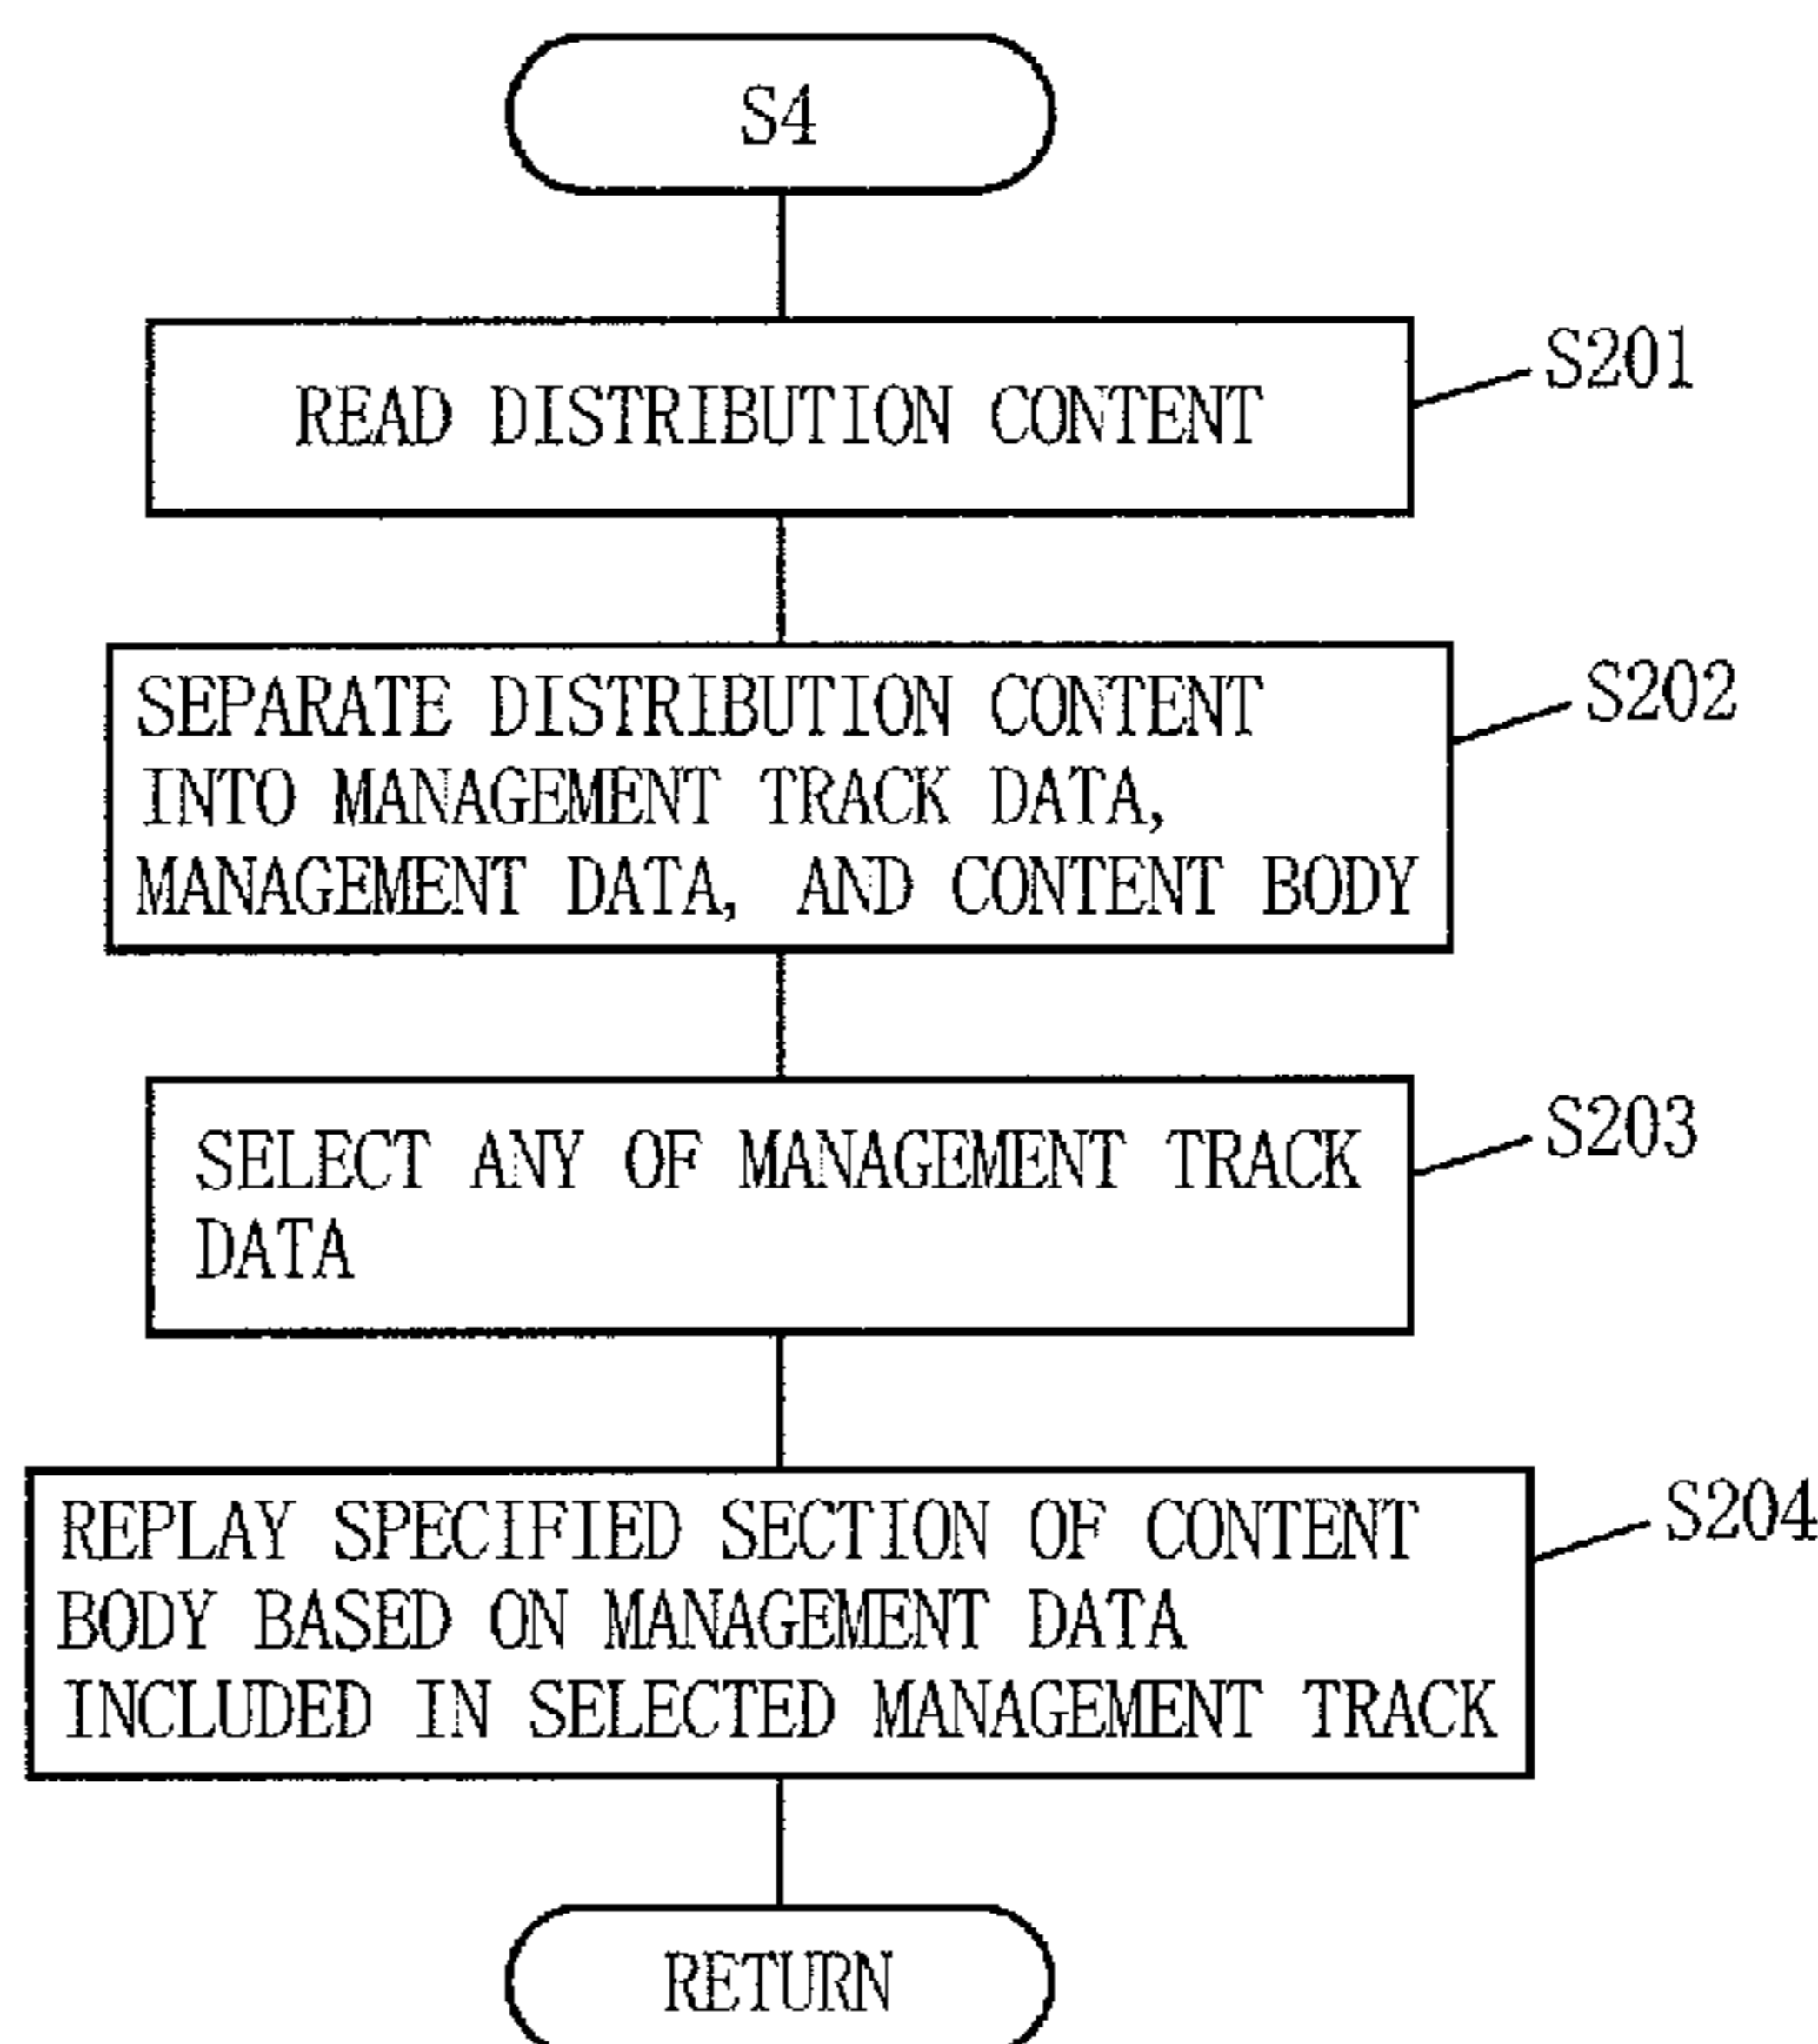 S4
READ DISTRIBUTION CONTENT
S201
SEPARATE DISTRIBUTION CONTENT
INTO MANAGEMENT TRACK DATA,
MANAGEMENT DATA, AND CONTENT BODY
S202
SELECT ANY OF MANAGEMENT TRACK
DATA
S203
REPLAY SPECIFIED SECTION OF CONTENT
BODY BASED ON MANAGEMENT DATA
INCLUDED IN SELECTED MANAGEMENT TRACK
S204
RETURN